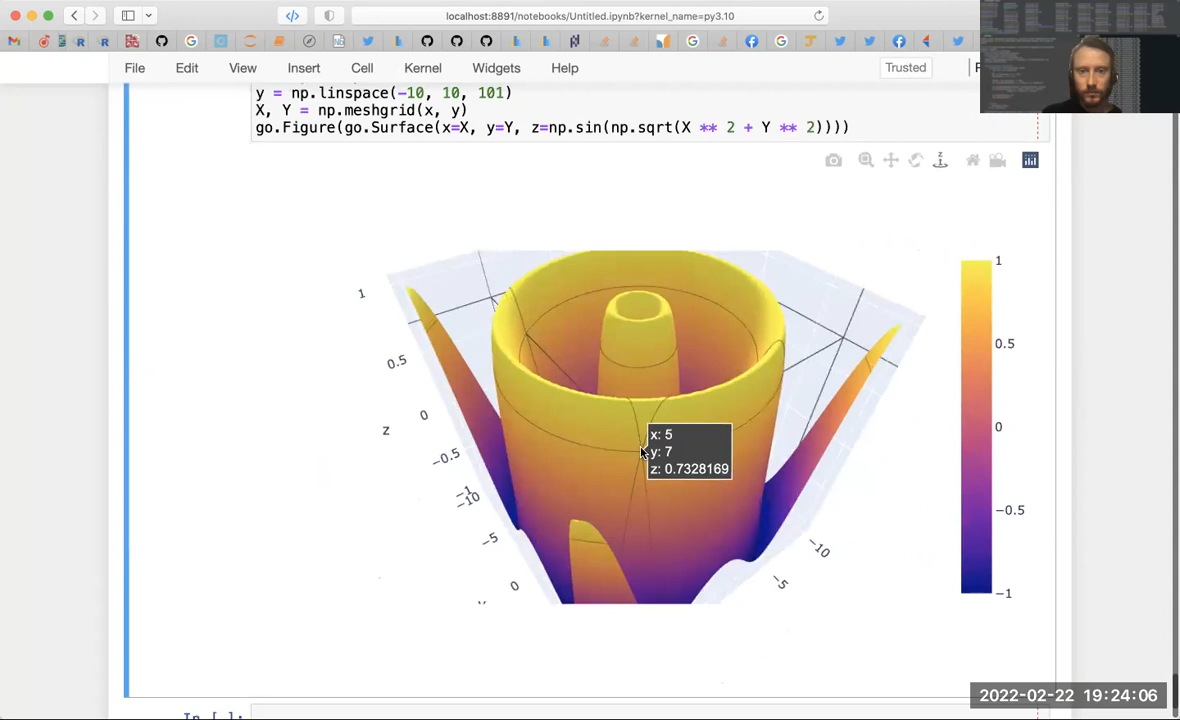 localhost:8891/notebooks/Untitled.ipynb?kernel_name=py3.10
File Edit View Insert Cell Kernel Widgets Help Trusted
y = np.linspace(-10, 10, 101)
X, Y = np.meshgrid(x, y)
go.Figure(go.Surface(x=X, y=Y, z=np.sin(np.sqrt(X ** 2 + Y ** 2))))
1
0.5
0
z
−0.5
−1
−10
−5
0
x: 5
y: 7
z: 0.7328169
−10
−5
1
0.5
0
−0.5
−1
In [ ]:
2022-02-22 19:24:06